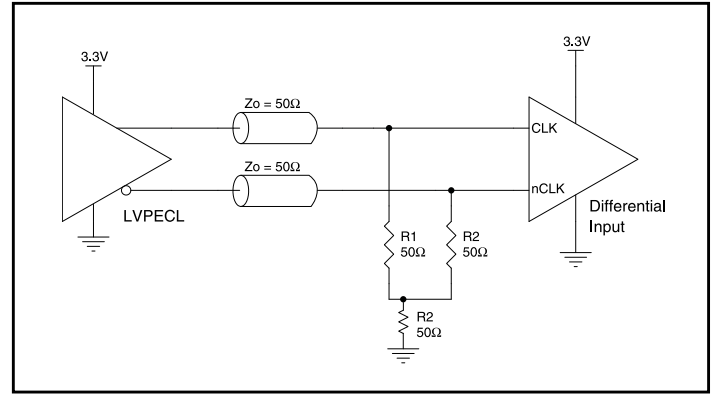 3.3V
3.3V
Zo = 50Ω
CLK
Zo = 50Ω
nCLK
LVPECL
Differential
Input
R1
50Ω
R2
50Ω
R2
50Ω